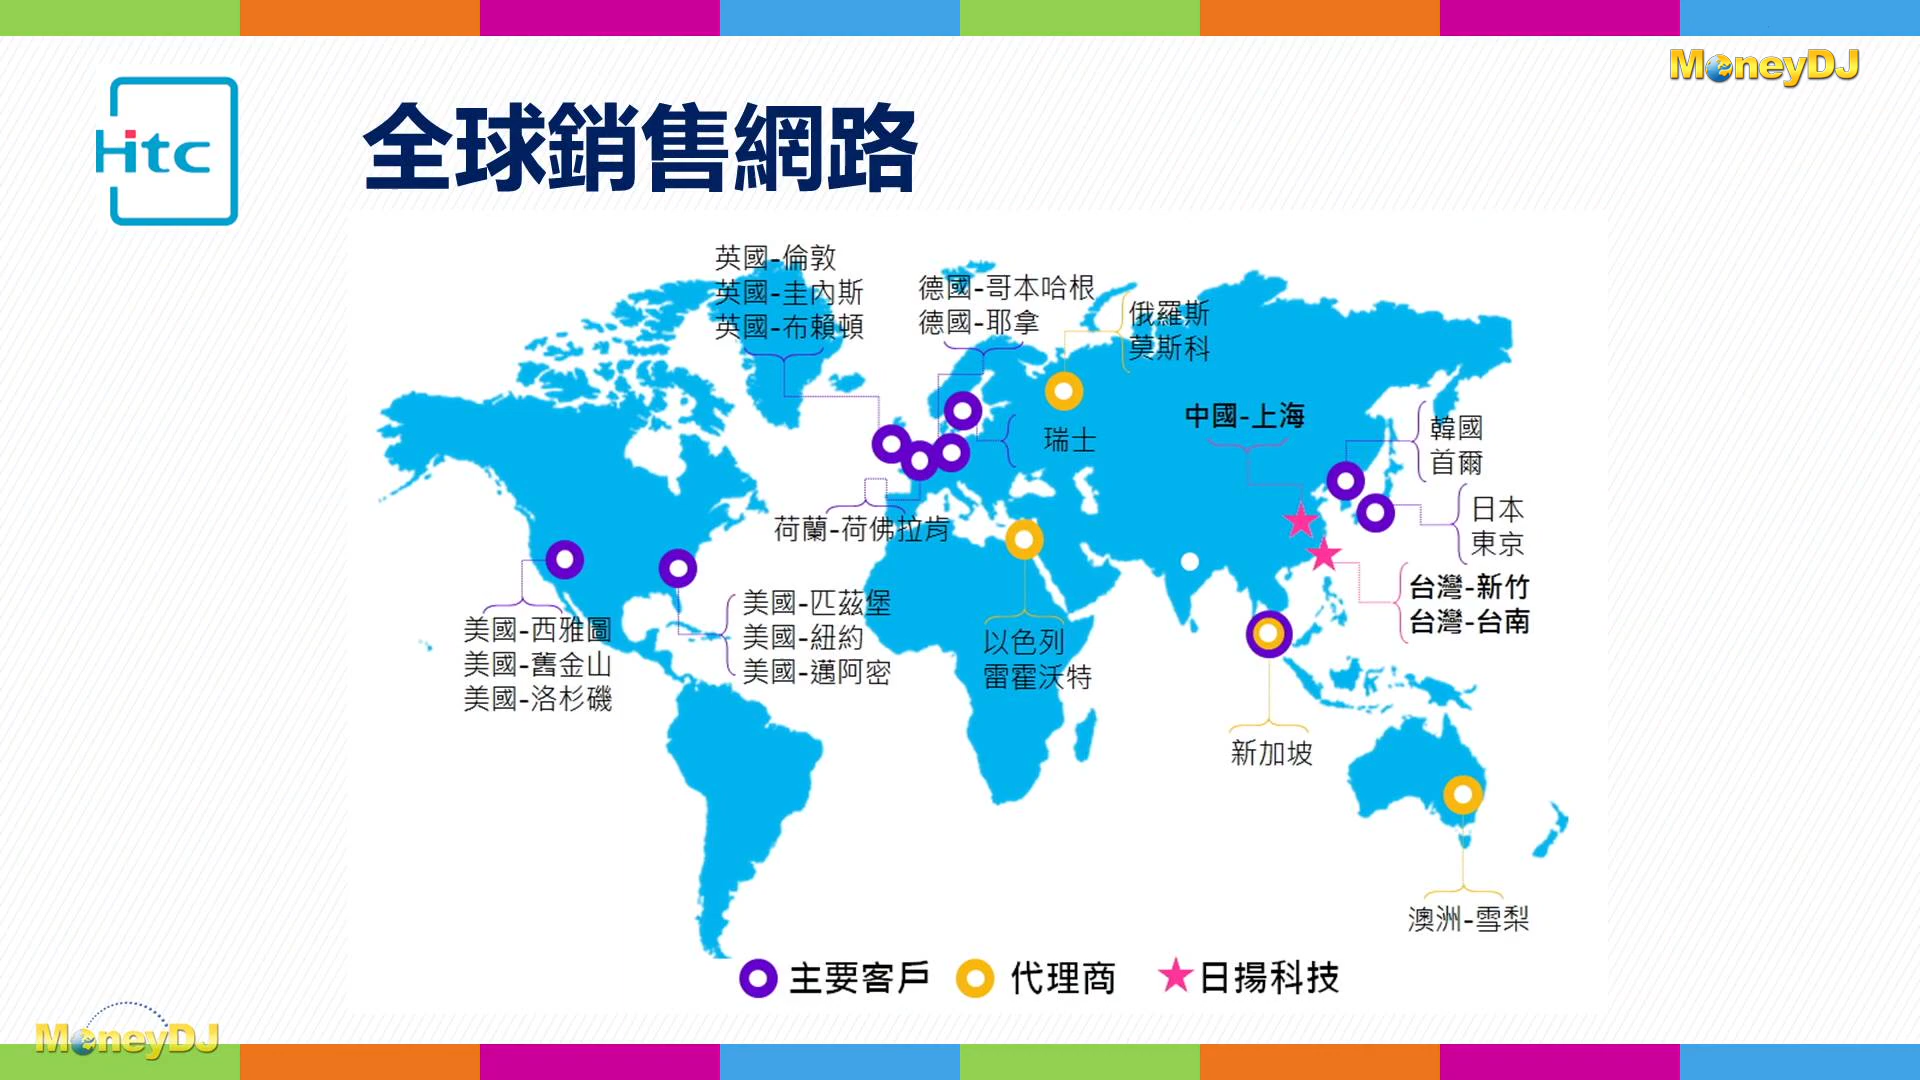 MoneyDJ
Hitc
全球銷售網路
英國-倫敦
英國-圭內斯
英國-布賴頓
德國-哥本哈根
德國-耶拿
俄羅斯
莫斯科
瑞士
中國-上海
韓國
首爾
日本
東京
荷蘭-荷佛拉肯
台灣-新竹
台灣-台南
美國-西雅圖
美國-舊金山
美國-洛杉磯
美國-匹茲堡
美國-紐約
美國-邁阿密
以色列
雷霍沃特
新加坡
澳洲-雪梨
主要客戶
代理商
日揚科技
MoneyDJ